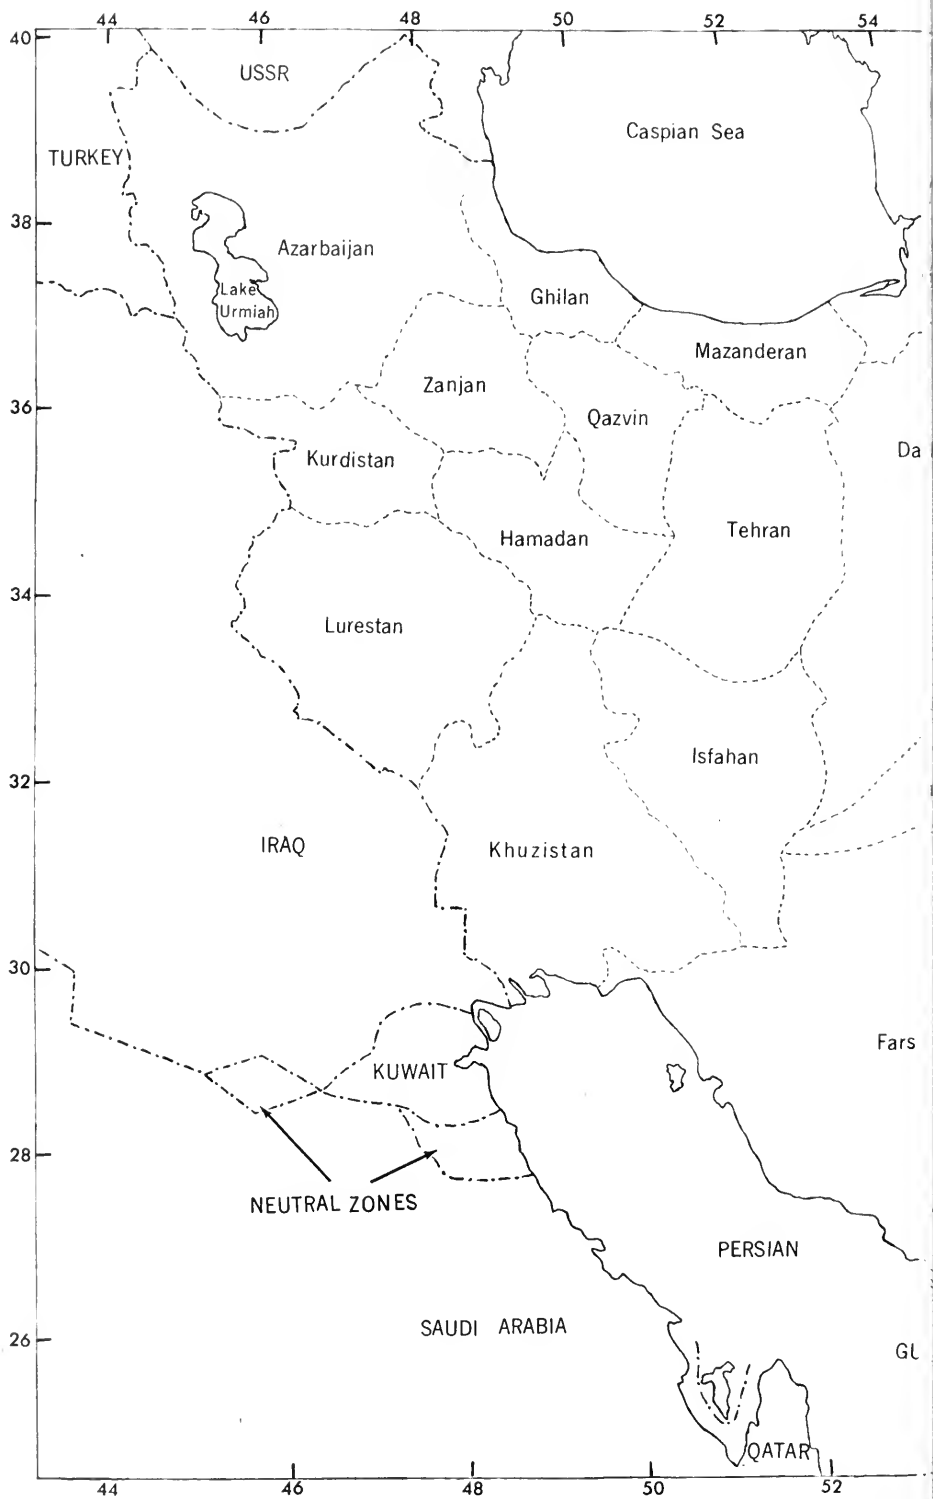 44 46 48 50 52 54
40
USSR
Caspian Sea
TURKEY
38
Azarbaijan
Lake
Urmiah
Ghilan
Mazanderan
Zanjan
36
Qazvin
Da
Kurdistan
Tehran
Hamadan
34
Lurestan
Isfahan
32
IRAQ
Khuzistan
30
Fars
KUWAIT
28
NEUTRAL ZONES
PERSIAN
SAUDI ARABIA
26
GU
QATAR
44 46 48 50 52